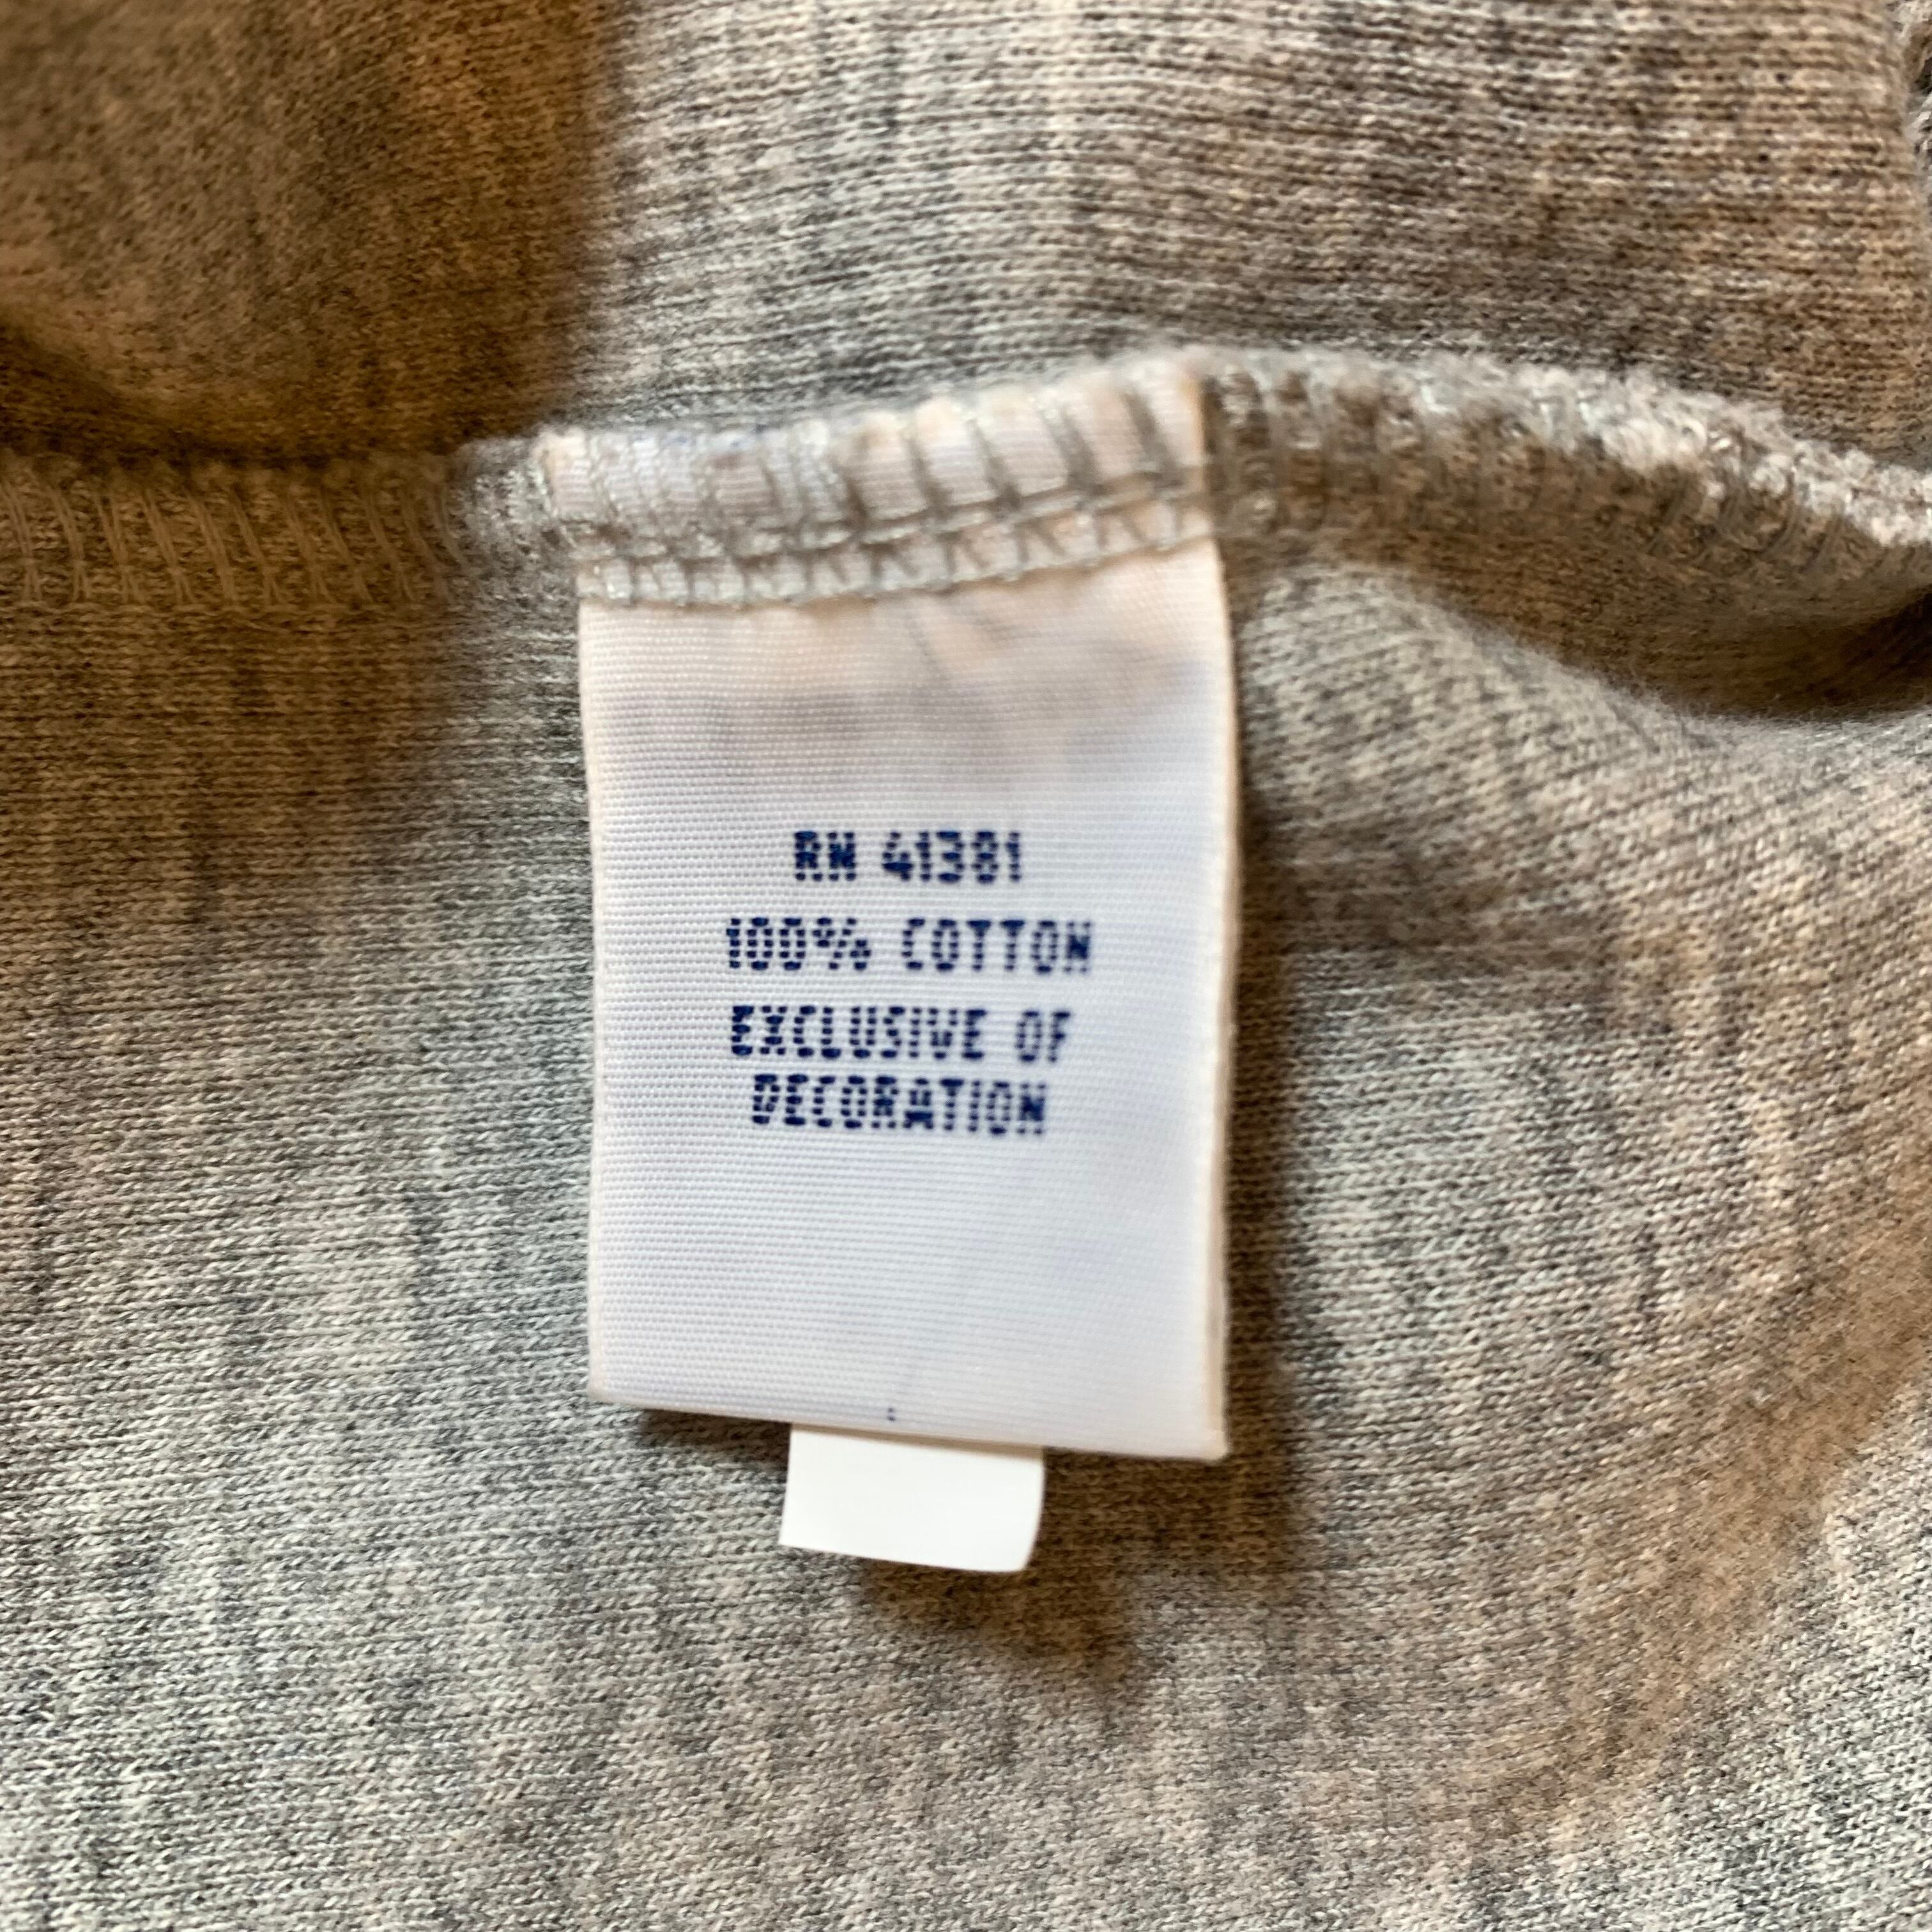 RN 41381
100% COTTON
EXCLUSIVE OF
DECORATION